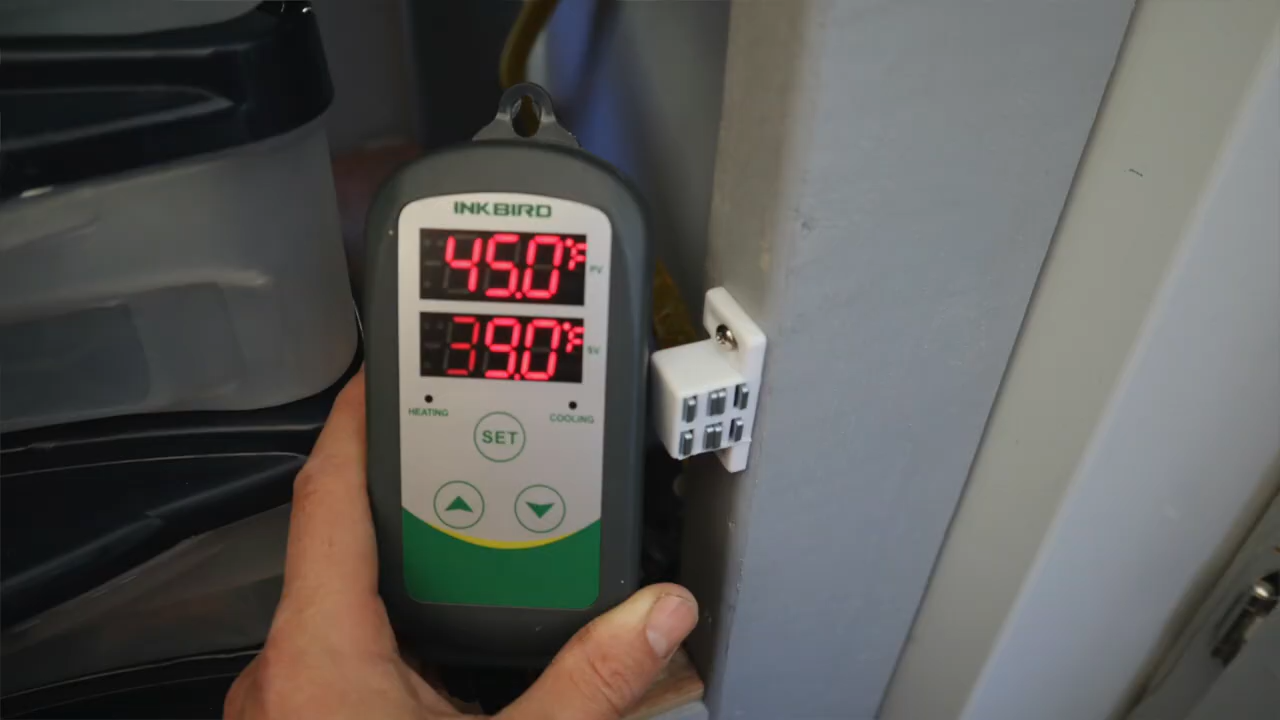 INKBIRD
45.0°F
PV
39.0°F
SV
HEATING
COOLING
SET